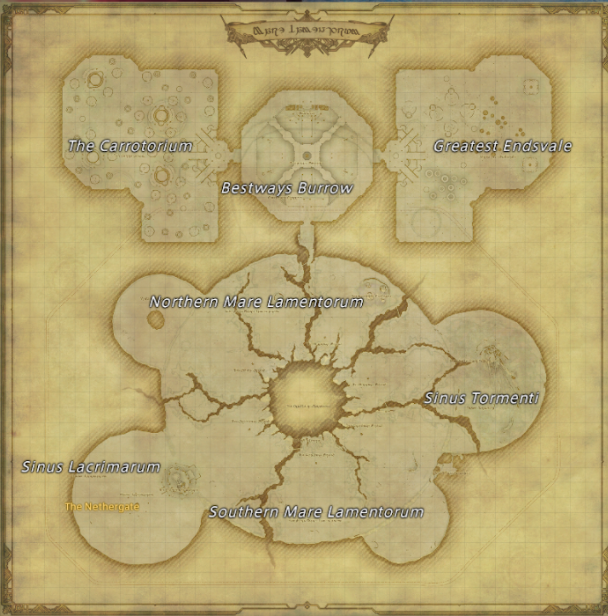 The Carrotorium
Greatest Endsvale
Bestways Burrow
Northern Mare Lamentorum
Sinus Tormenti
Sinus Lacrimarum
The Nethergate
Southern Mare Lamentorum